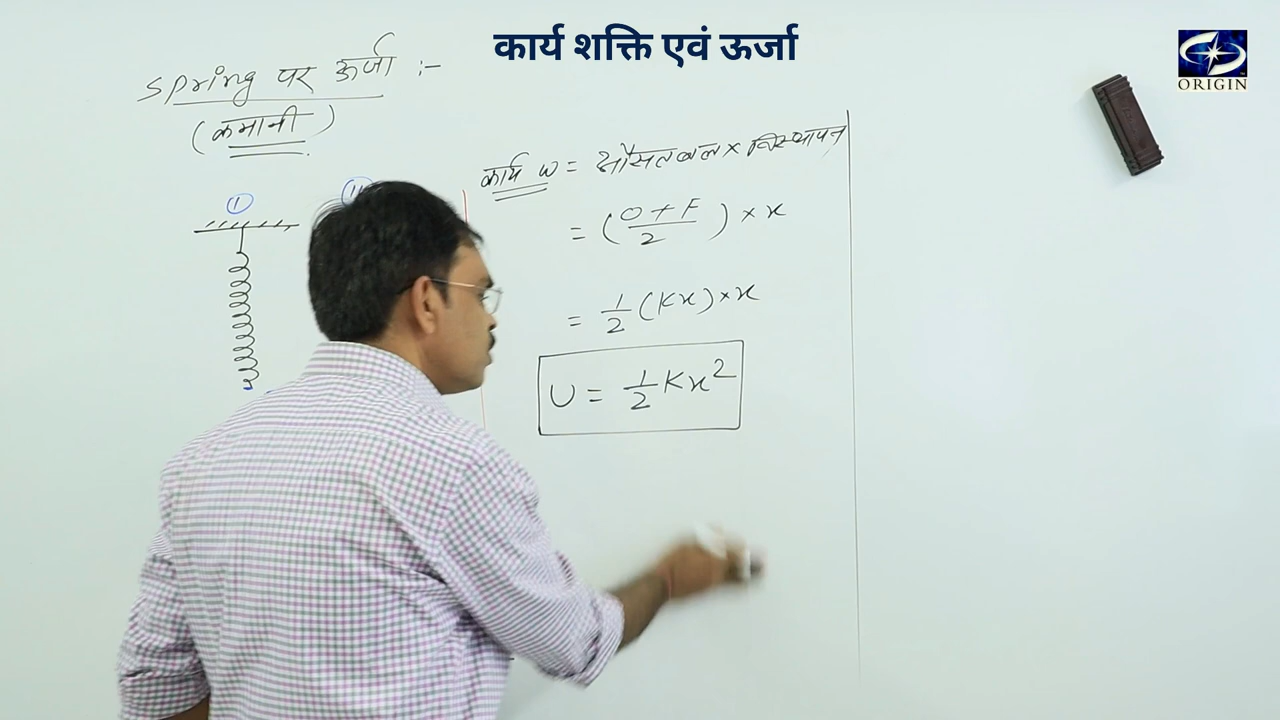 कार्य शक्ति एवं ऊर्जा
ORIGIN
Spring पर ऊर्जा :-
(कमानी)
①
कार्य W = औसत बल × विस्थापन
= (0+F/2) × x
= 1/2 (Kx) × x
U = 1/2 Kx²